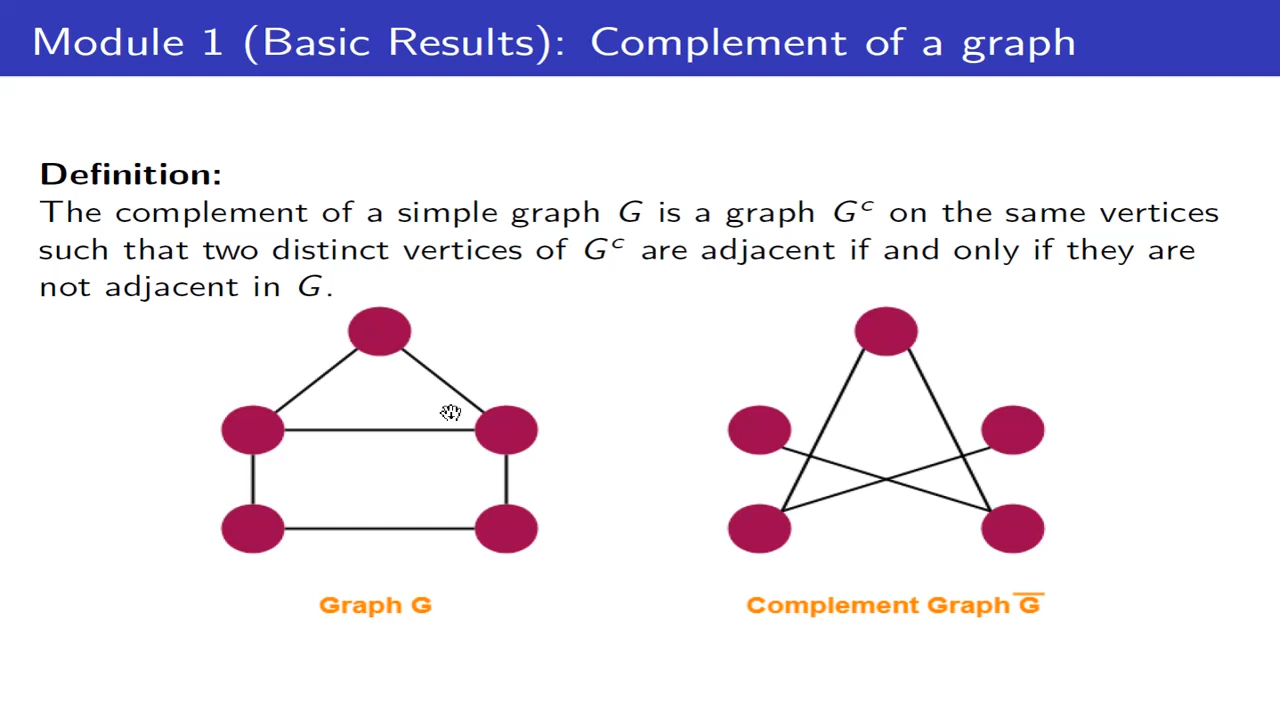 Module 1 (Basic Results): Complement of a graph
Definition:
The complement of a simple graph G is a graph Gᶜ on the same vertices
such that two distinct vertices of Gᶜ are adjacent if and only if they are
not adjacent in G.
Graph G
Complement Graph G̅